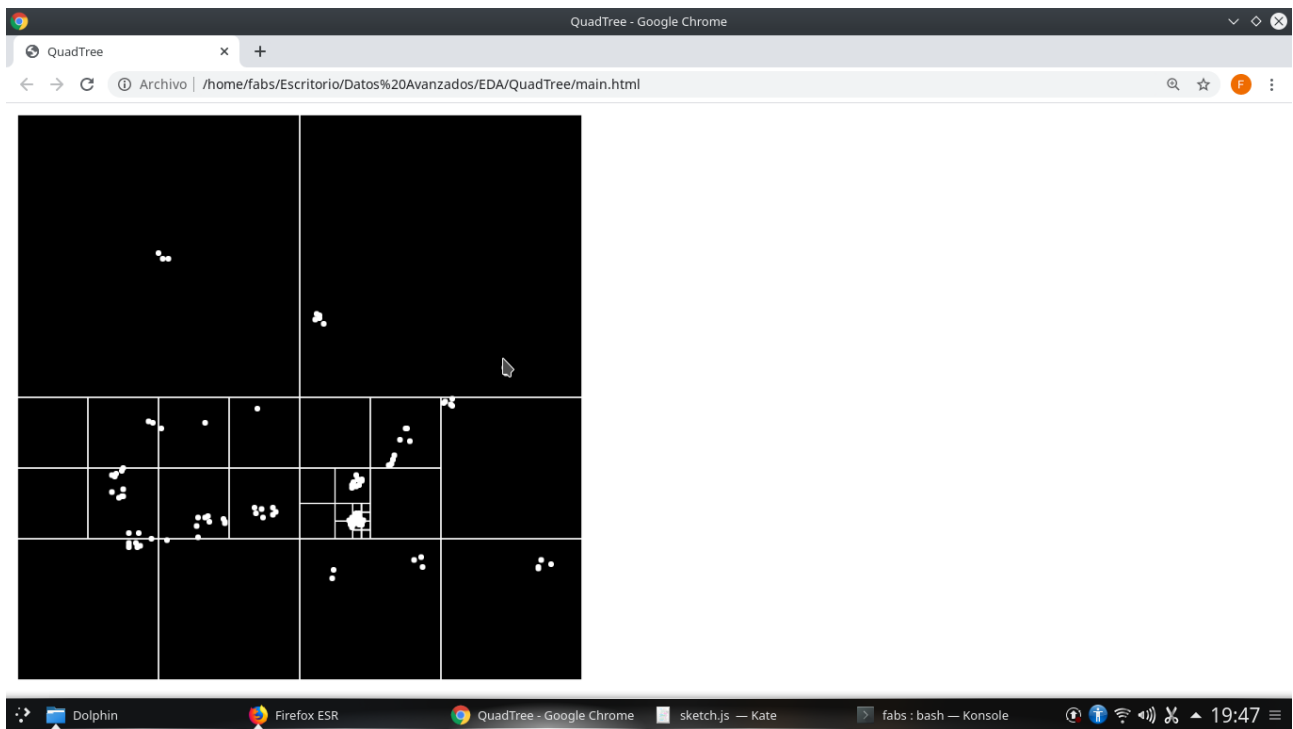 QuadTree - Google Chrome
QuadTree
Archivo | /home/fabs/Escritorio/Datos%20Avanzados/EDA/QuadTree/main.html F
Dolphin Firefox ESR QuadTree - Google Chrome sketch.js — Kate fabs : bash — Konsole 19:47